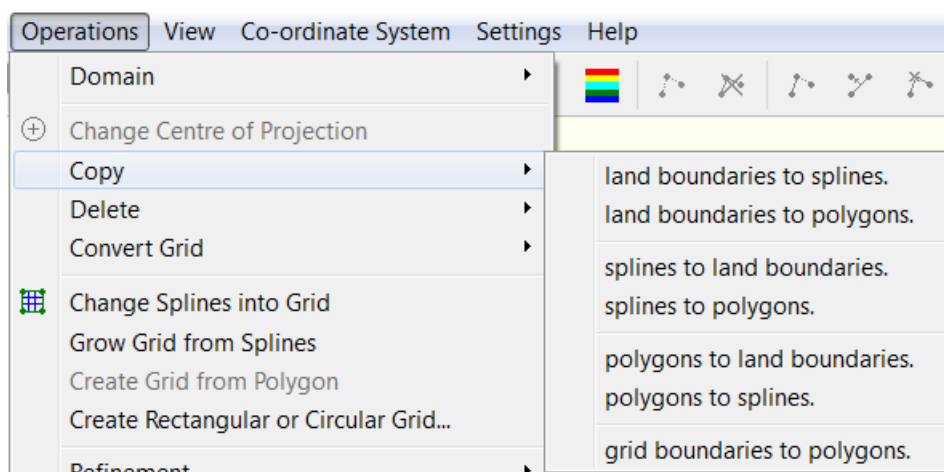 Operations View Co-ordinate System Settings Help
Domain
Change Centre of Projection
Copy
Delete
Convert Grid
Change Splines into Grid
Grow Grid from Splines
Create Grid from Polygon
Create Rectangular or Circular Grid...
Refinement
land boundaries to splines.
land boundaries to polygons.
splines to land boundaries.
splines to polygons.
polygons to land boundaries.
polygons to splines.
grid boundaries to polygons.